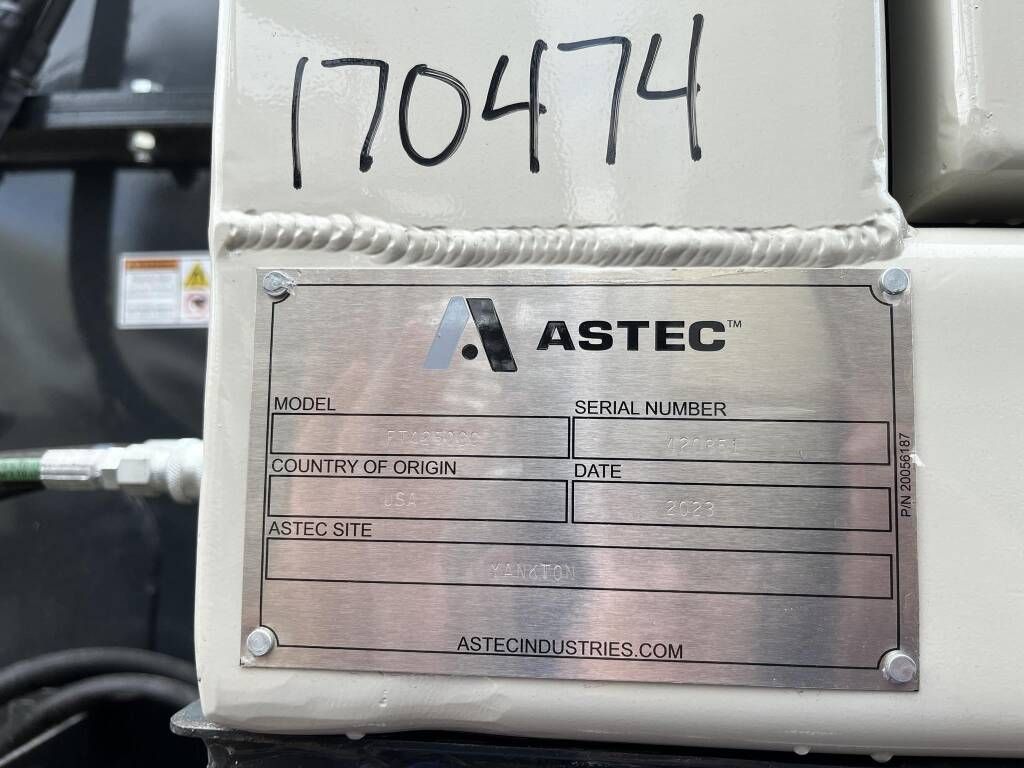 170474
ASTEC™
MODEL
SERIAL NUMBER
COUNTRY OF ORIGIN
USA
DATE
2023
ASTEC SITE
YANKTON
P/N 20056187
ASTECINDUSTRIES.COM